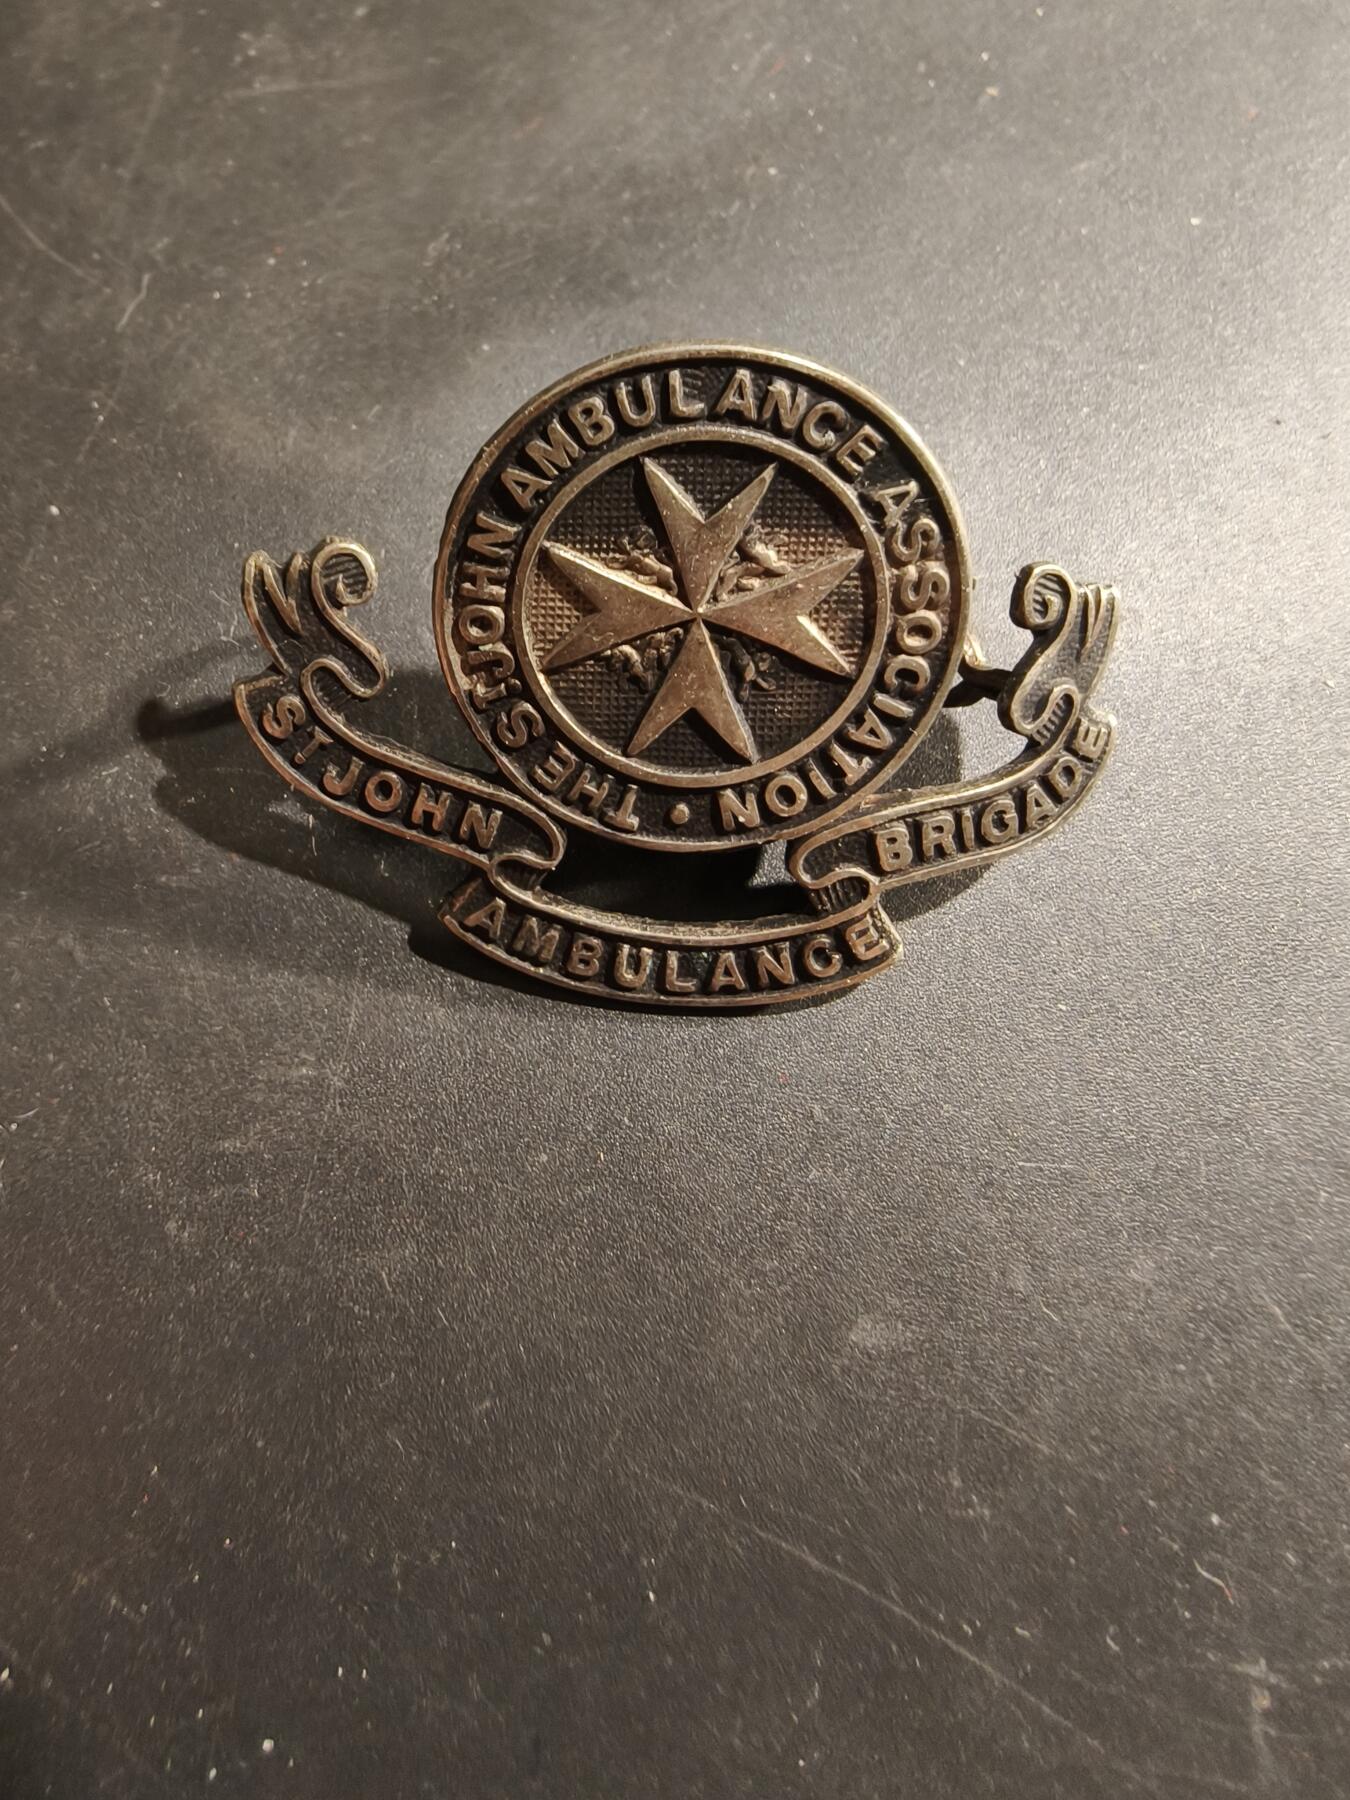 THE ST JOHN AMBULANCE ASSOCIATION •
ST JOHN
AMBULANCE
BRIGADE